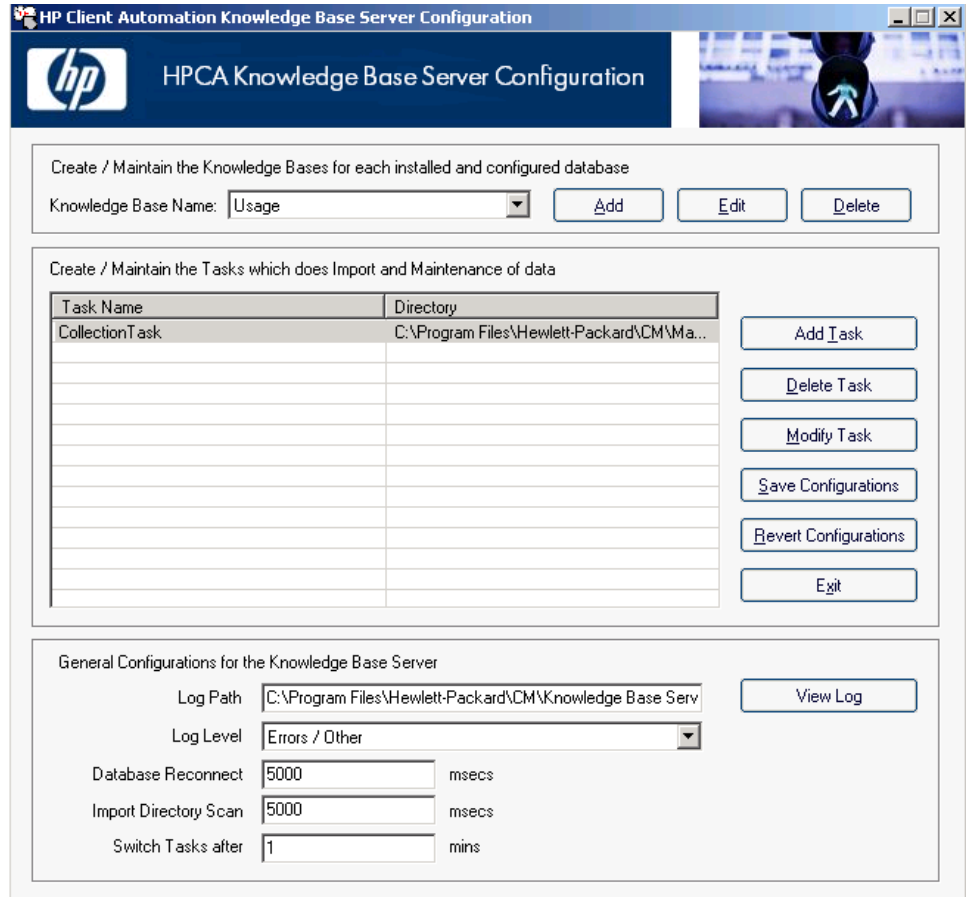 HP Client Automation Knowledge Base Server Configuration
hp
HPCA Knowledge Base Server Configuration
Create / Maintain the Knowledge Bases for each installed and configured database
Knowledge Base Name: Usage Add Edit Delete
Create / Maintain the Tasks which does Import and Maintenance of data
Task Name Directory
CollectionTask C:\Program Files\Hewlett-Packard\CM\Ma...
Add Task
Delete Task
Modify Task
Save Configurations
Revert Configurations
Exit
General Configurations for the Knowledge Base Server
Log Path C:\Program Files\Hewlett-Packard\CM\Knowledge Base Serv View Log
Log Level Errors / Other
Database Reconnect 5000 msecs
Import Directory Scan 5000 msecs
Switch Tasks after 1 mins